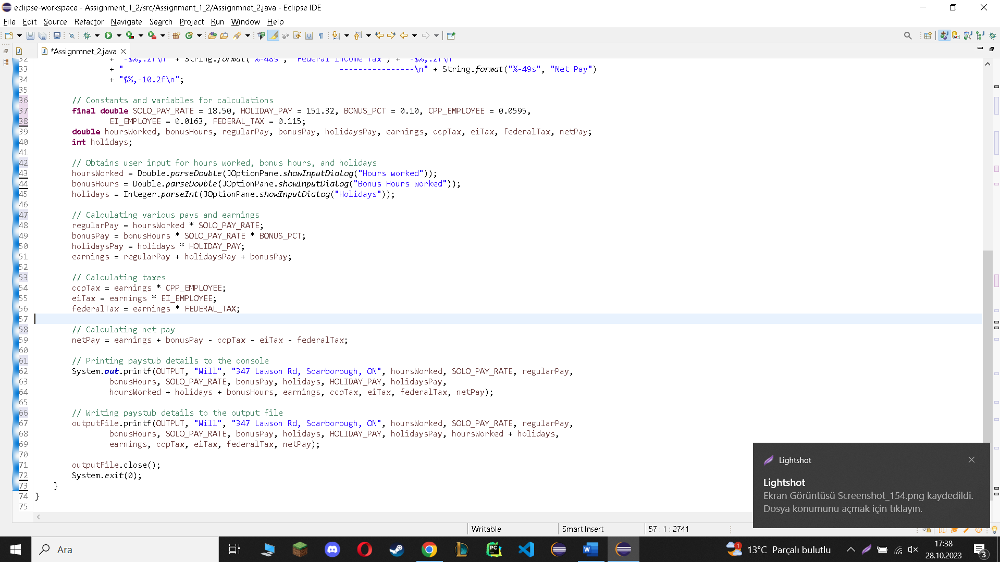 eclipse-workspace - Assignment_1_2/src/Assignment_1_2/Assignmnet_2.java - Eclipse IDE
File Edit Source Refactor Navigate Search Project Run Window Help
*Assignmnet_2.java
32 + "-$%,.2f\n" + String.format("%-48s", "Federal Income Tax") + "-$%,.2f\n"
33 + " ----------------\n" + String.format("%-49s", "Net Pay")
34 + "$%,-10.2f\n";
35
36 // Constants and variables for calculations
37 final double SOLO_PAY_RATE = 18.50, HOLIDAY_PAY = 151.32, BONUS_PCT = 0.10, CPP_EMPLOYEE = 0.0595,
38 EI_EMPLOYEE = 0.0163, FEDERAL_TAX = 0.115;
39 double hoursWorked, bonusHours, regularPay, bonusPay, holidaysPay, earnings, ccpTax, eiTax, federalTax, netPay;
40 int holidays;
41
42 // Obtains user input for hours worked, bonus hours, and holidays
43 hoursWorked = Double.parseDouble(JOptionPane.showInputDialog("Hours worked"));
44 bonusHours = Double.parseDouble(JOptionPane.showInputDialog("Bonus Hours worked"));
45 holidays = Integer.parseInt(JOptionPane.showInputDialog("Holidays"));
46
47 // Calculating various pays and earnings
48 regularPay = hoursWorked * SOLO_PAY_RATE;
49 bonusPay = bonusHours * SOLO_PAY_RATE * BONUS_PCT;
50 holidaysPay = holidays * HOLIDAY_PAY;
51 earnings = regularPay + holidaysPay + bonusPay;
52
53 // Calculating taxes
54 ccpTax = earnings * CPP_EMPLOYEE;
55 eiTax = earnings * EI_EMPLOYEE;
56 federalTax = earnings * FEDERAL_TAX;
57
58 // Calculating net pay
59 netPay = earnings + bonusPay - ccpTax - eiTax - federalTax;
60
61 // Printing paystub details to the console
62 System.out.printf(OUTPUT, "Will", "347 Lawson Rd, Scarborough, ON", hoursWorked, SOLO_PAY_RATE, regularPay,
63 bonusHours, SOLO_PAY_RATE, bonusPay, holidays, HOLIDAY_PAY, holidaysPay,
64 hoursWorked + holidays + bonusHours, earnings, ccpTax, eiTax, federalTax, netPay);
65
66 // Writing paystub details to the output file
67 outputFile.printf(OUTPUT, "Will", "347 Lawson Rd, Scarborough, ON", hoursWorked, SOLO_PAY_RATE, regularPay,
68 bonusHours, SOLO_PAY_RATE, bonusPay, holidays, HOLIDAY_PAY, holidaysPay, hoursWorked + holidays,
69 earnings, ccpTax, eiTax, federalTax, netPay);
70
71 outputFile.close();
72 System.exit(0);
73 }
74 }
75
Lightshot
Lightshot
Ekran Görüntüsü Screenshot_154.png kaydedildi.
Dosya konumunu açmak için tıklayın.
Writable Smart Insert 57 : 1 : 2741
Ara
1 13°C Parçalı bulutlu
17:38
28.10.2023
3